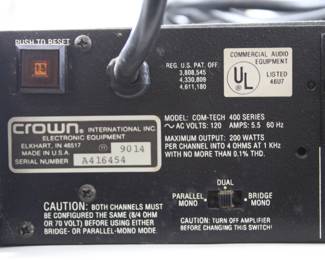 PUSH TO RESET
REG. U.S. PAT. OFF.
3,808,545
4,330,809
4,611,180
COMMERCIAL AUDIO
EQUIPMENT
UL
LISTED
46U7
crown INTERNATIONAL INC.
ELECTRONIC EQUIPMENT
ELKHART, IN 46517
MADE IN U.S.A.
9014
SERIAL NUMBER
A416454
MODEL: COM-TECH 400 SERIES
~ AC VOLTS: 120 AMPS: 5.5 60 Hz
MAXIMUM OUTPUT: 200 WATTS
PER CHANNEL INTO 4 OHMS AT 1 KHz
WITH NO MORE THAN 0.1% THD.
DUAL
PARALLEL
MONO
BRIDGE
MONO
CAUTION: BOTH CHANNELS MUST
BE CONFIGURED THE SAME (8/4 OHM
OR 70 VOLT) BEFORE USING EITHER
BRIDGE- OR PARALLEL-MONO MODE.
CAUTION: TURN OFF AMPLIFIER
BEFORE CHANGING THIS SWITCH!